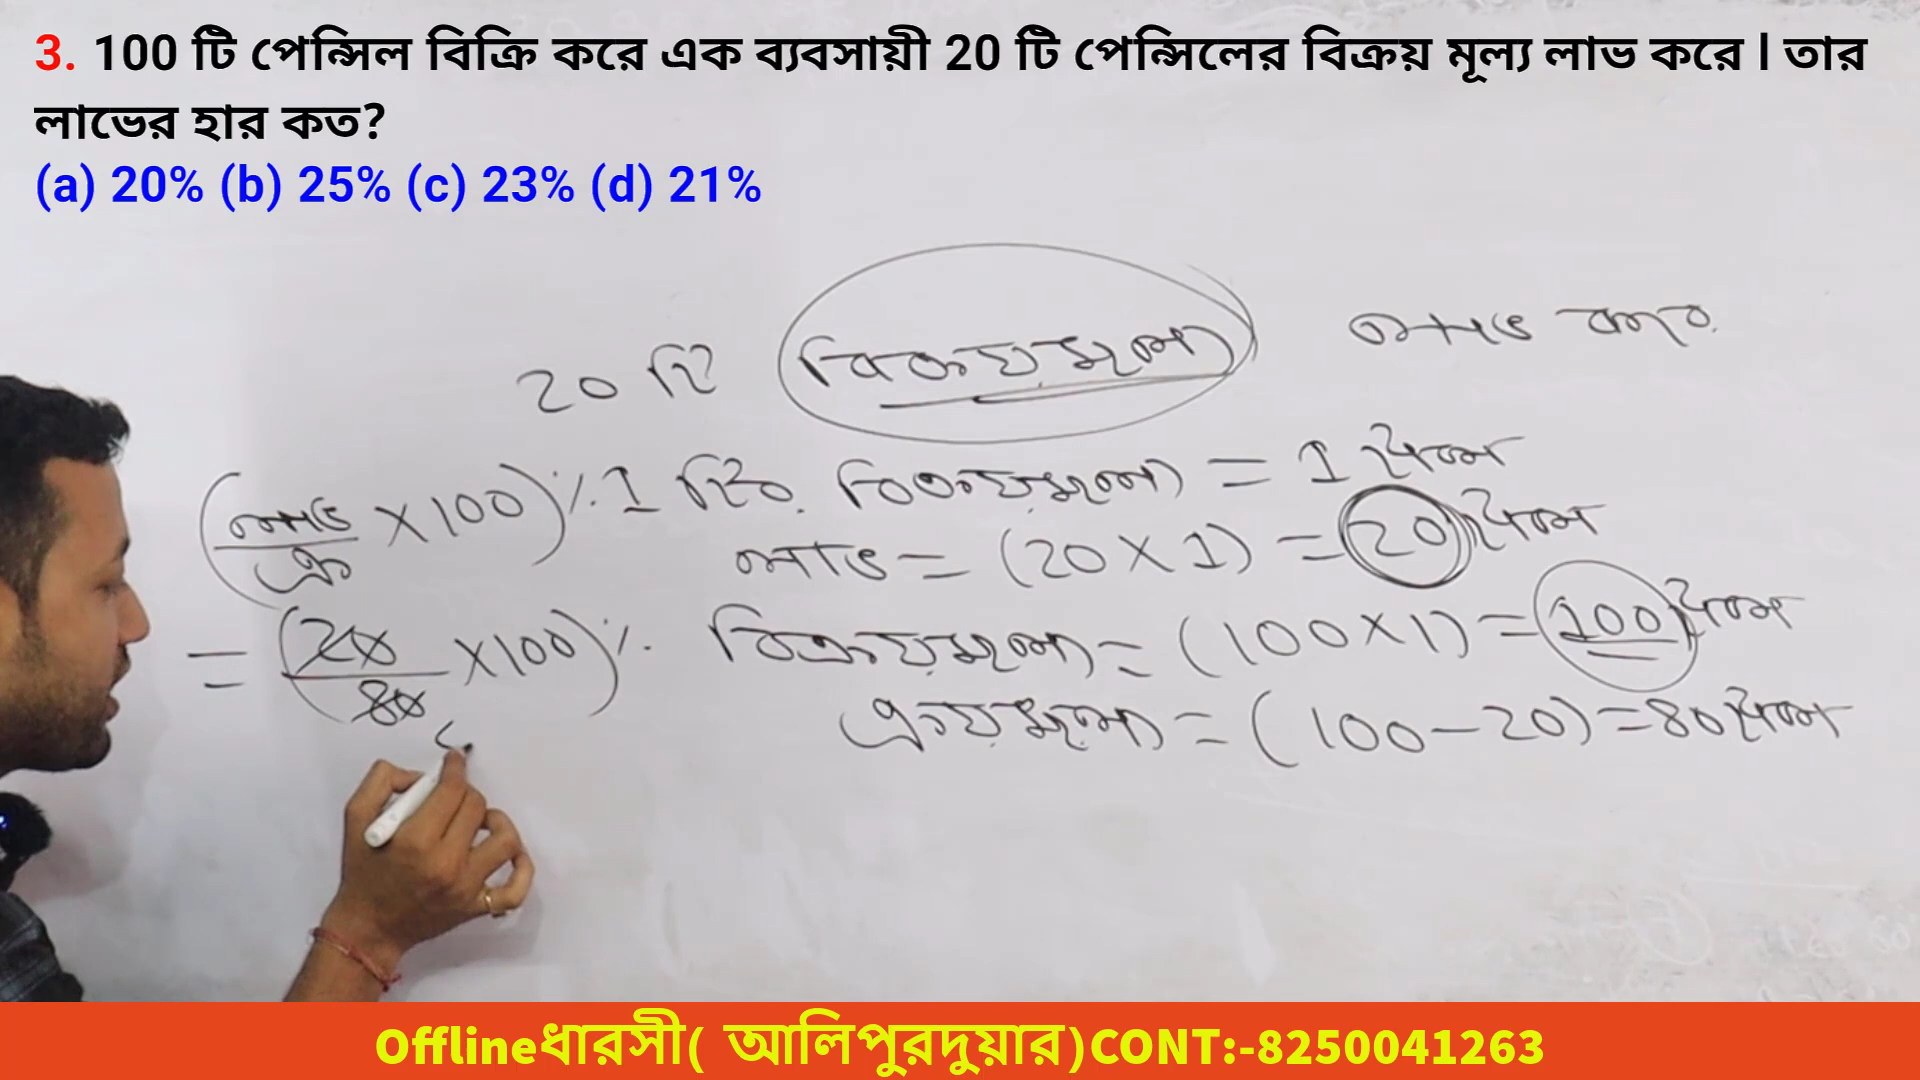 3. 100 টি পেন্সিল বিক্রি করে এক ব্যবসায়ী 20 টি পেন্সিলের বিক্রয় মূল্য লাভ করে l তার
লাভের হার কত?
(a) 20% (b) 25% (c) 23% (d) 21%
20 টি বিক্রয়মূল্য লাভ করে.
(লাভ/ক্র × 100)% 1 টির বিক্রয়মূল্য = 1 টাকা
লাভ = (20 × 1) = 20 টাকা
= (20/80 × 100)% বিক্রয়মূল্য = (100 × 1) = 100 টাকা
ক্রয়মূল্য = (100 - 20) = 80 টাকা
Offlineধারসী( আলিপুরদুয়ার)CONT:-8250041263